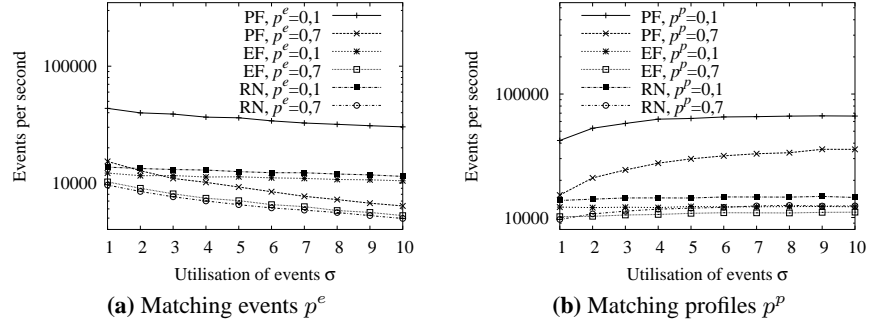 Events per second
100000
10000
PF, p^e=0,1
PF, p^e=0,7
EF, p^e=0,1
EF, p^e=0,7
RN, p^e=0,1
RN, p^e=0,7
1 2 3 4 5 6 7 8 9 10
Utilisation of events σ
(a) Matching events p^e
Events per second
100000
10000
PF, p^p=0,1
PF, p^p=0,7
EF, p^p=0,1
EF, p^p=0,7
RN, p^p=0,1
RN, p^p=0,7
1 2 3 4 5 6 7 8 9 10
Utilisation of events σ
(b) Matching profiles p^p